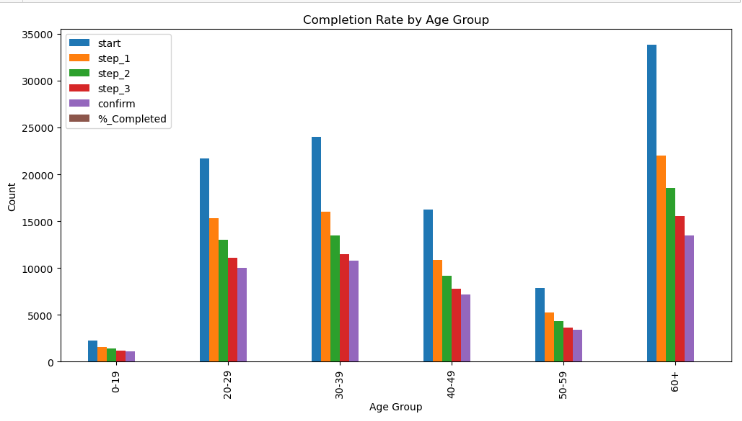 Completion Rate by Age Group
start
step_1
step_2
step_3
confirm
%_Completed
35000
30000
25000
20000
15000
10000
5000
0
Count
0-19
20-29
30-39
40-49
50-59
60+
Age Group